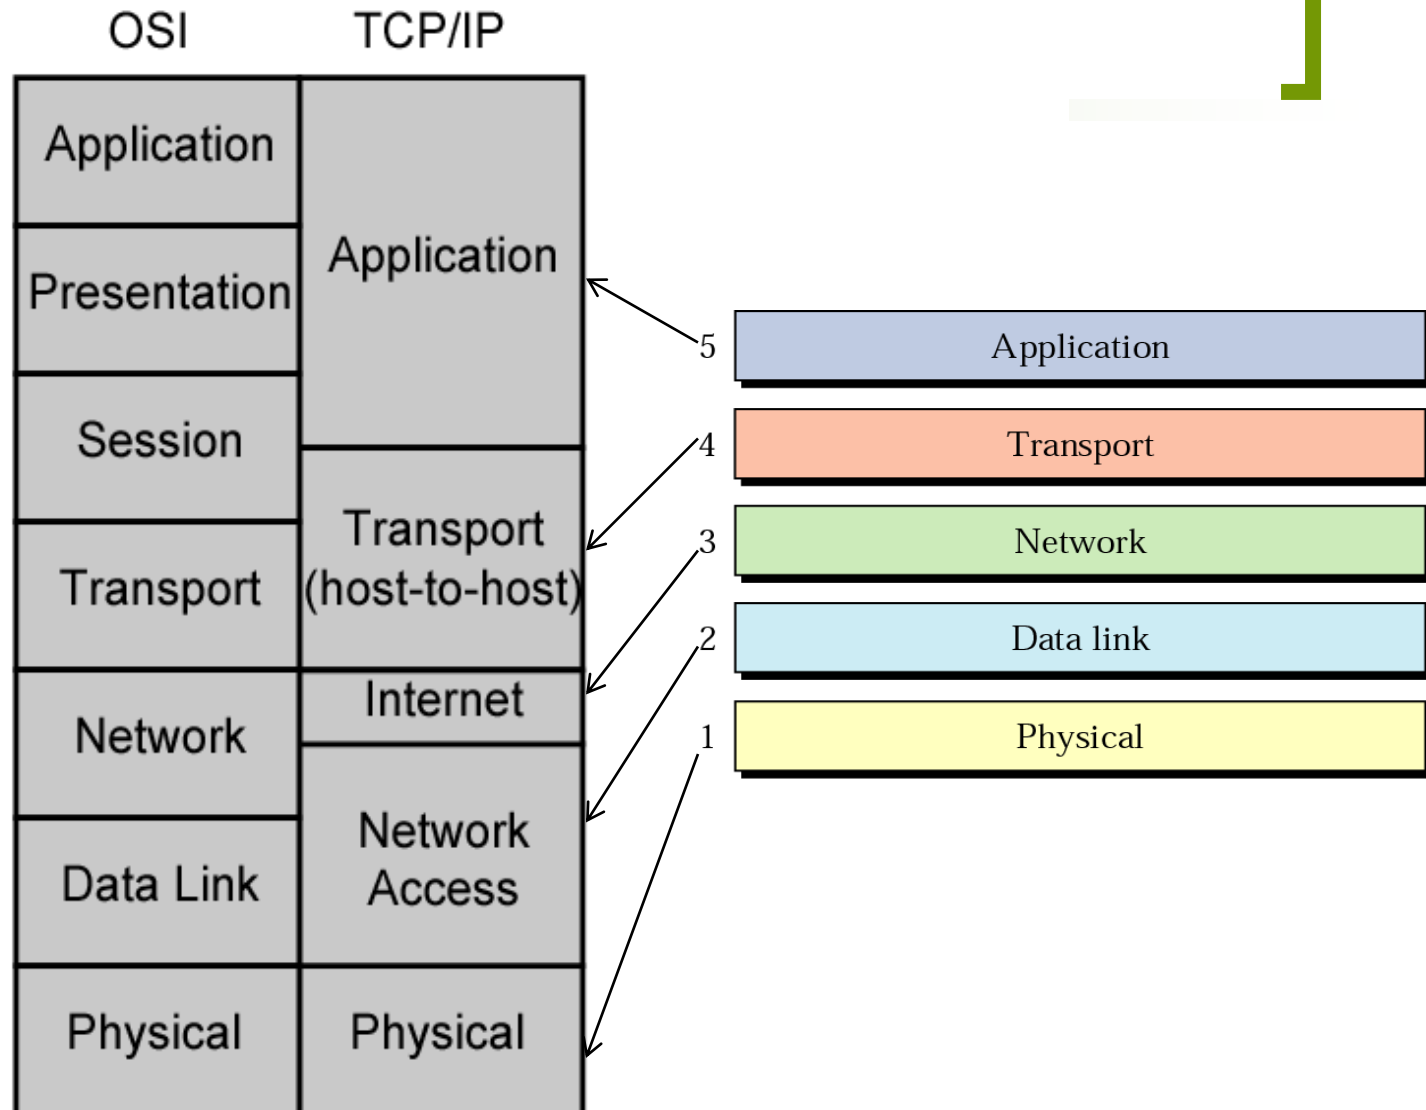 OSI
TCP/IP
Application
Presentation
Session
Transport
Network
Data Link
Physical
Application
Transport
(host-to-host)
Internet
Network
Access
Physical
5 Application
4 Transport
3 Network
2 Data link
1 Physical